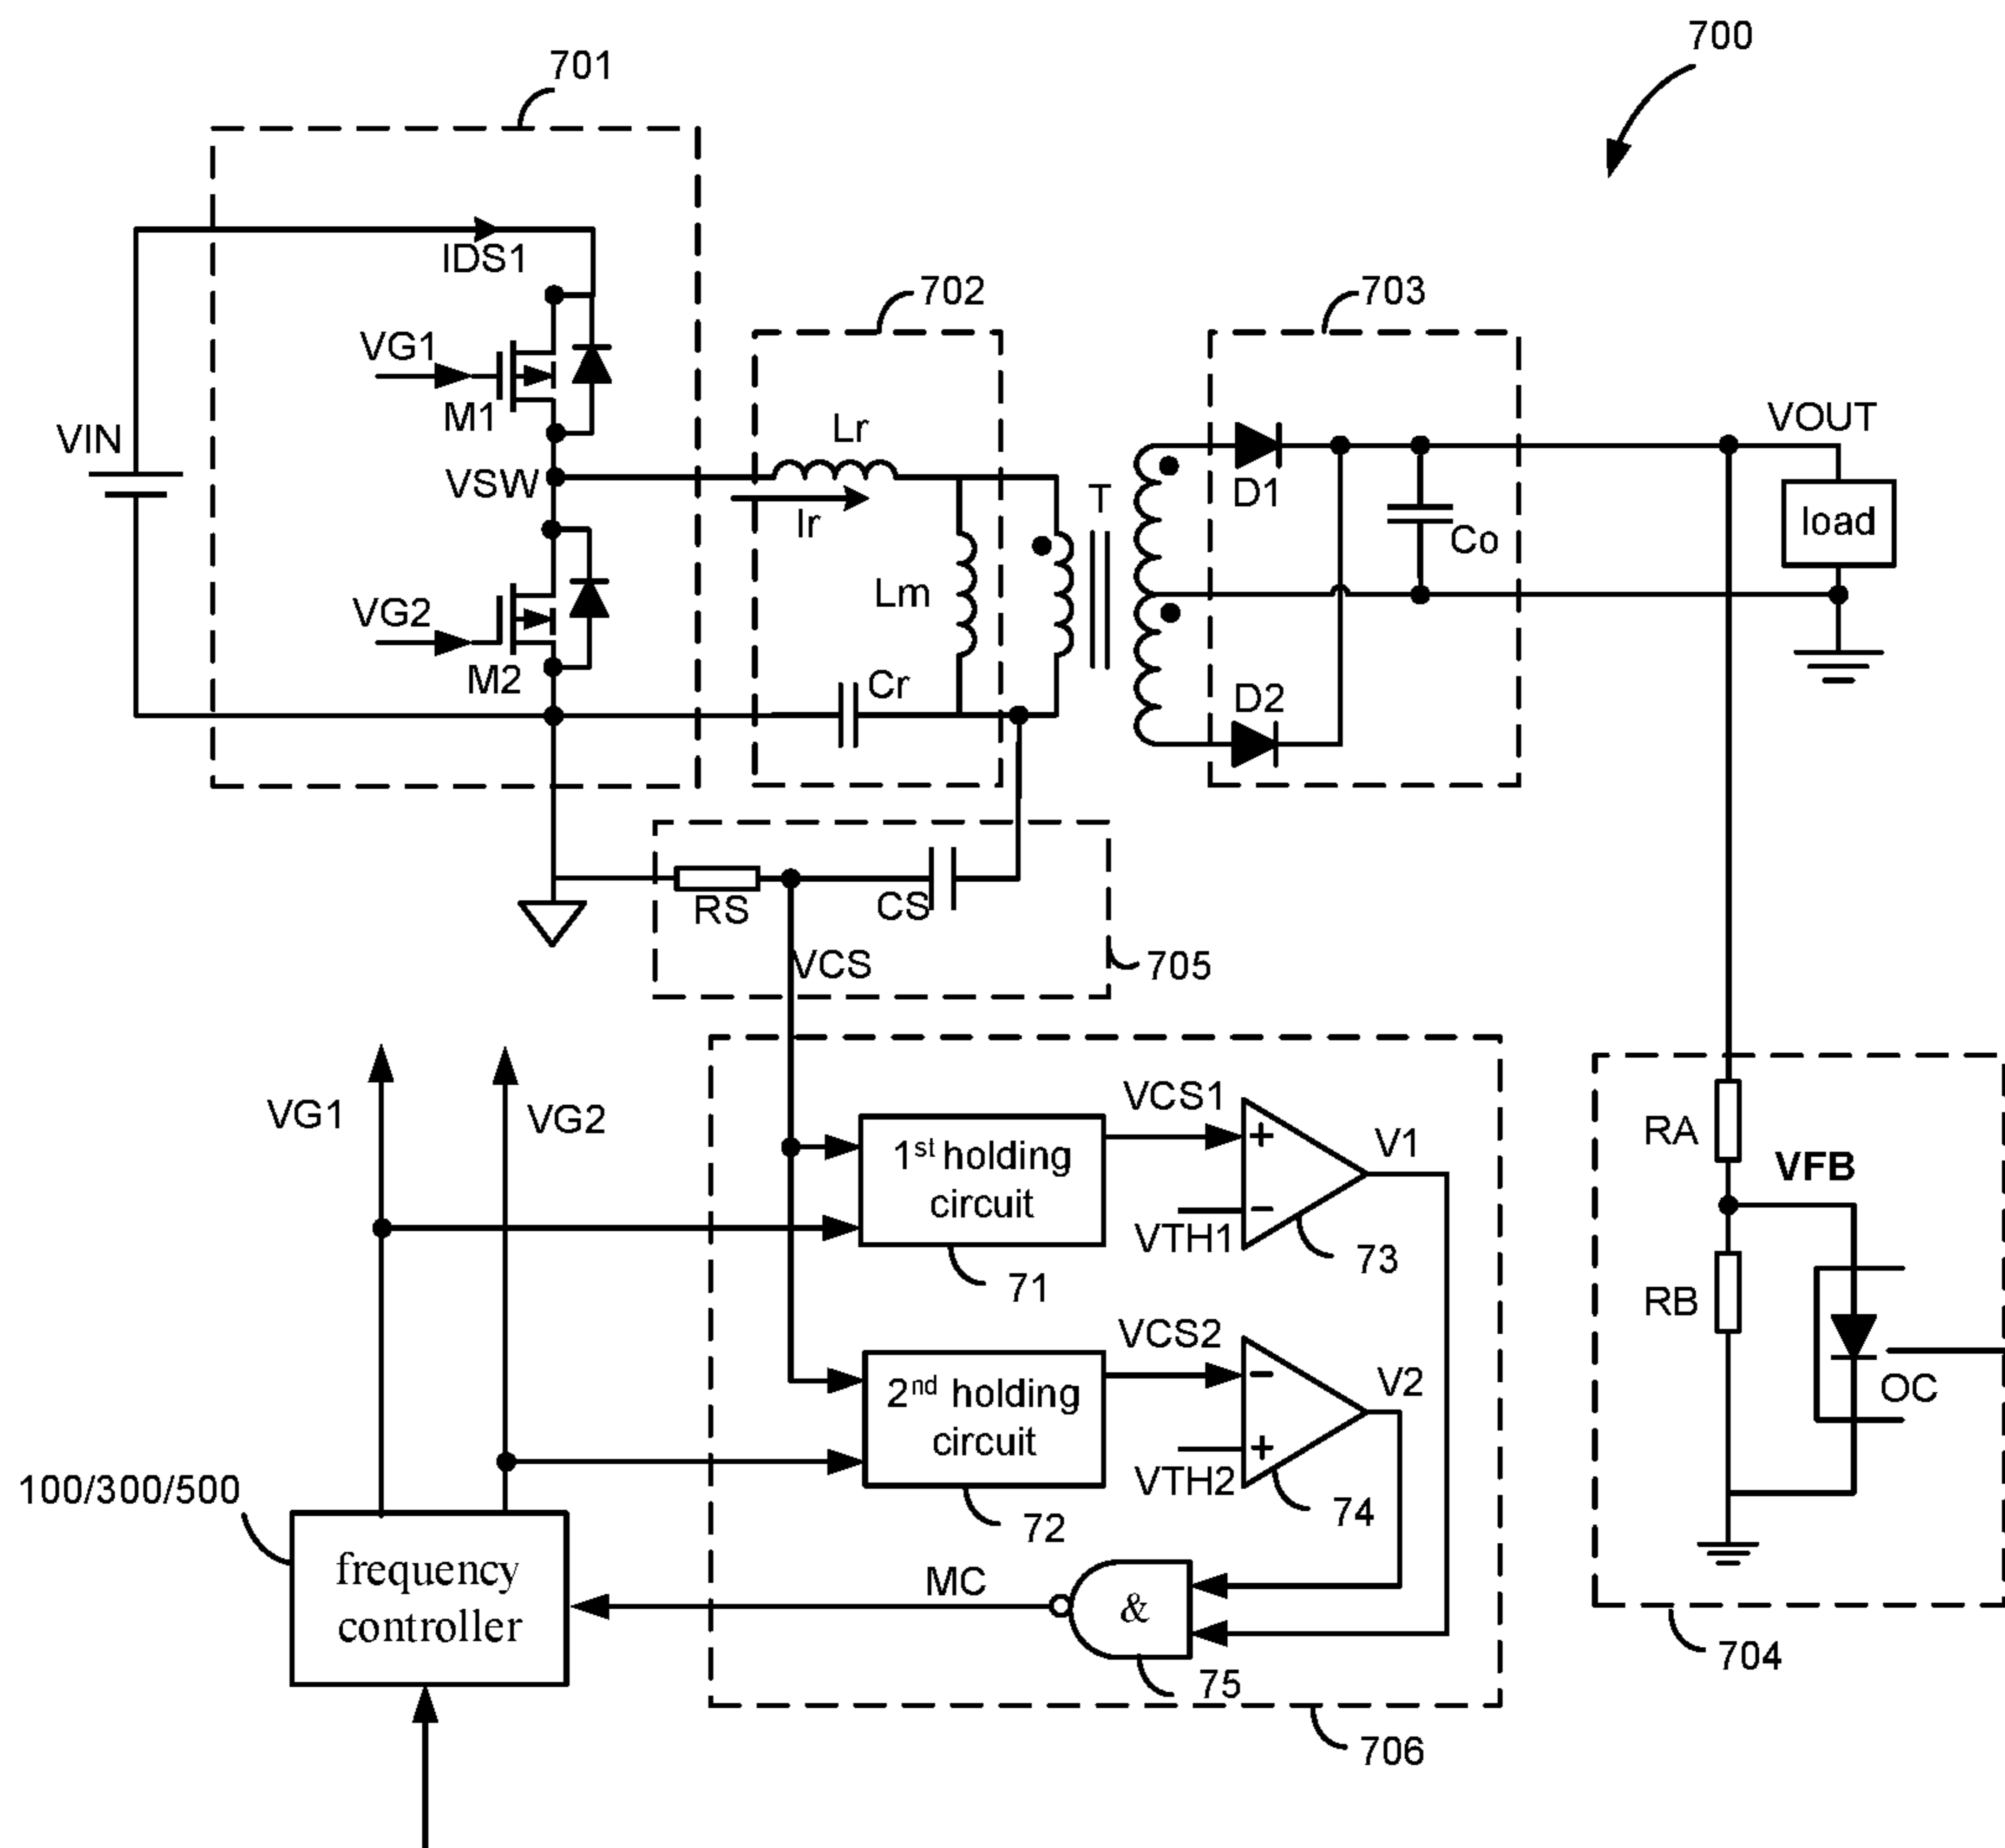 700
701
IDS1
702
703
VG1
M1
VIN
VSW
Lr
Ir
T
D1
VOUT
load
Co
Lm
VG2
M2
Cr
D2
RS
CS
VCS
705
VG1
VG2
VCS1
V1
1st holding
circuit
VTH1
73
71
RA
VFB
RB
OC
VCS2
V2
2nd holding
circuit
VTH2
74
72
100/300/500
frequency
controller
MC
&
75
704
706